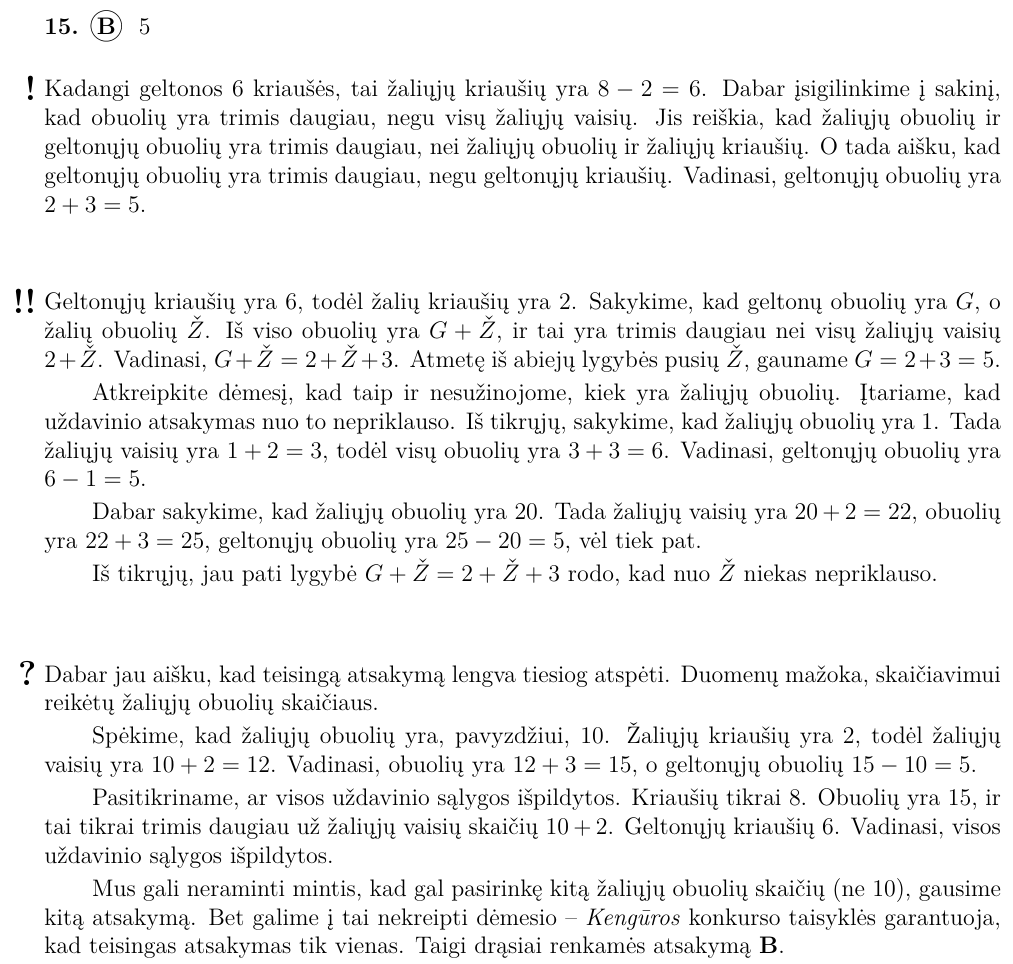 15. B 5
! Kadangi geltonos 6 kriaušės, tai žaliųjų kriaušių yra 8 − 2 = 6. Dabar įsigilinkime į sakinį,
kad obuolių yra trimis daugiau, negu visų žaliųjų vaisių. Jis reiškia, kad žaliųjų obuolių ir
geltonųjų obuolių yra trimis daugiau, nei žaliųjų obuolių ir žaliųjų kriaušių. O tada aišku, kad
geltonųjų obuolių yra trimis daugiau, negu geltonųjų kriaušių. Vadinasi, geltonųjų obuolių yra
2 + 3 = 5.
!! Geltonųjų kriaušių yra 6, todėl žalių kriaušių yra 2. Sakykime, kad geltonų obuolių yra G, o
žalių obuolių Ž. Iš viso obuolių yra G + Ž, ir tai yra trimis daugiau nei visų žaliųjų vaisių
2 + Ž. Vadinasi, G + Ž = 2 + Ž + 3. Atmetę iš abiejų lygybės pusių Ž, gauname G = 2 + 3 = 5.
Atkreipkite dėmesį, kad taip ir nesužinojome, kiek yra žaliųjų obuolių. Įtariame, kad
uždavinio atsakymas nuo to nepriklauso. Iš tikrųjų, sakykime, kad žaliųjų obuolių yra 1. Tada
žaliųjų vaisių yra 1 + 2 = 3, todėl visų obuolių yra 3 + 3 = 6. Vadinasi, geltonųjų obuolių yra
6 − 1 = 5.
Dabar sakykime, kad žaliųjų obuolių yra 20. Tada žaliųjų vaisių yra 20 + 2 = 22, obuolių
yra 22 + 3 = 25, geltonųjų obuolių yra 25 − 20 = 5, vėl tiek pat.
Iš tikrųjų, jau pati lygybė G + Ž = 2 + Ž + 3 rodo, kad nuo Ž niekas nepriklauso.
? Dabar jau aišku, kad teisingą atsakymą lengva tiesiog atspėti. Duomenų mažoka, skaičiavimui
reikėtų žaliųjų obuolių skaičiaus.
Spėkime, kad žaliųjų obuolių yra, pavyzdžiui, 10. Žaliųjų kriaušių yra 2, todėl žaliųjų
vaisių yra 10 + 2 = 12. Vadinasi, obuolių yra 12 + 3 = 15, o geltonųjų obuolių 15 − 10 = 5.
Pasitikriname, ar visos uždavinio sąlygos išpildytos. Kriaušių tikrai 8. Obuolių yra 15, ir
tai tikrai trimis daugiau už žaliųjų vaisių skaičių 10 + 2. Geltonųjų kriaušių 6. Vadinasi, visos
uždavinio sąlygos išpildytos.
Mus gali neraminti mintis, kad gal pasirinkę kitą žaliųjų obuolių skaičių (ne 10), gausime
kitą atsakymą. Bet galime į tai nekreipti dėmesio – Kengūros konkurso taisyklės garantuoja,
kad teisingas atsakymas tik vienas. Taigi drąsiai renkamės atsakymą B.